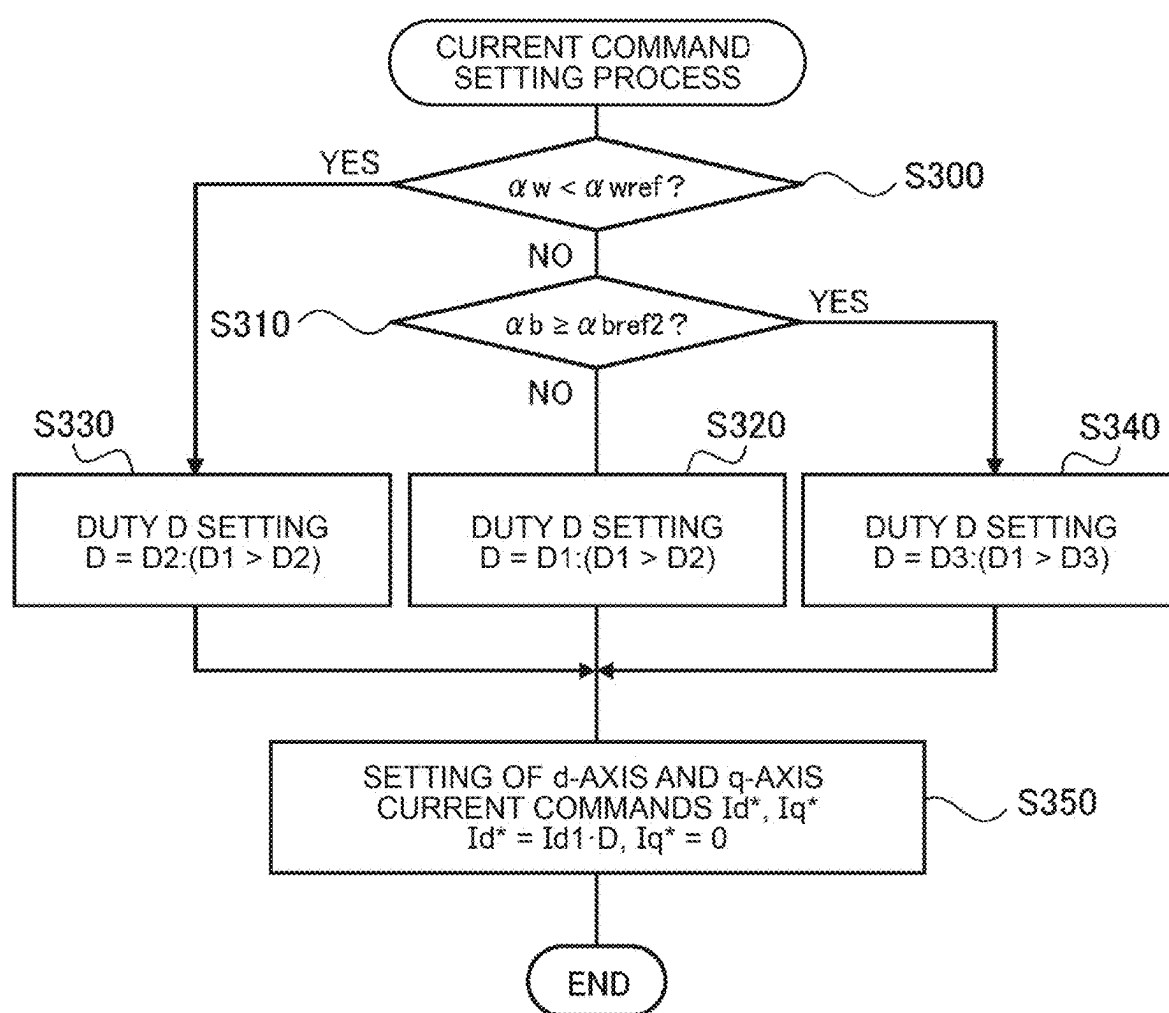 CURRENT COMMAND
SETTING PROCESS
YES
αw < αwref?
S300
NO
S310
αb ≥ αbref2?
YES
NO
S330
S320
S340
DUTY D SETTING
D = D2:(D1 > D2)
DUTY D SETTING
D = D1:(D1 > D2)
DUTY D SETTING
D = D3:(D1 > D3)
SETTING OF d-AXIS AND q-AXIS
CURRENT COMMANDS Id*, Iq*
Id* = Id1·D, Iq* = 0
S350
END